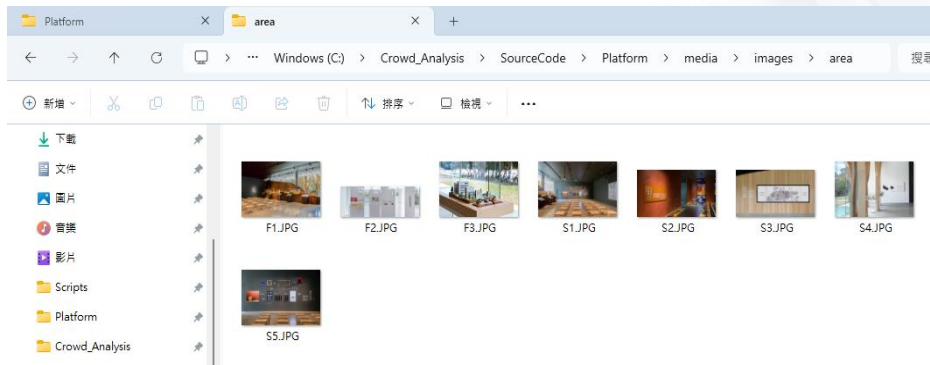 Platform
area
Windows (C:) > Crowd_Analysis > SourceCode > Platform > media > images > area
搜尋
新增
排序
檢視
下載
文件
圖片
音樂
影片
Scripts
Platform
Crowd_Analysis
F1.JPG
F2.JPG
F3.JPG
S1.JPG
S2.JPG
S3.JPG
S4.JPG
S5.JPG